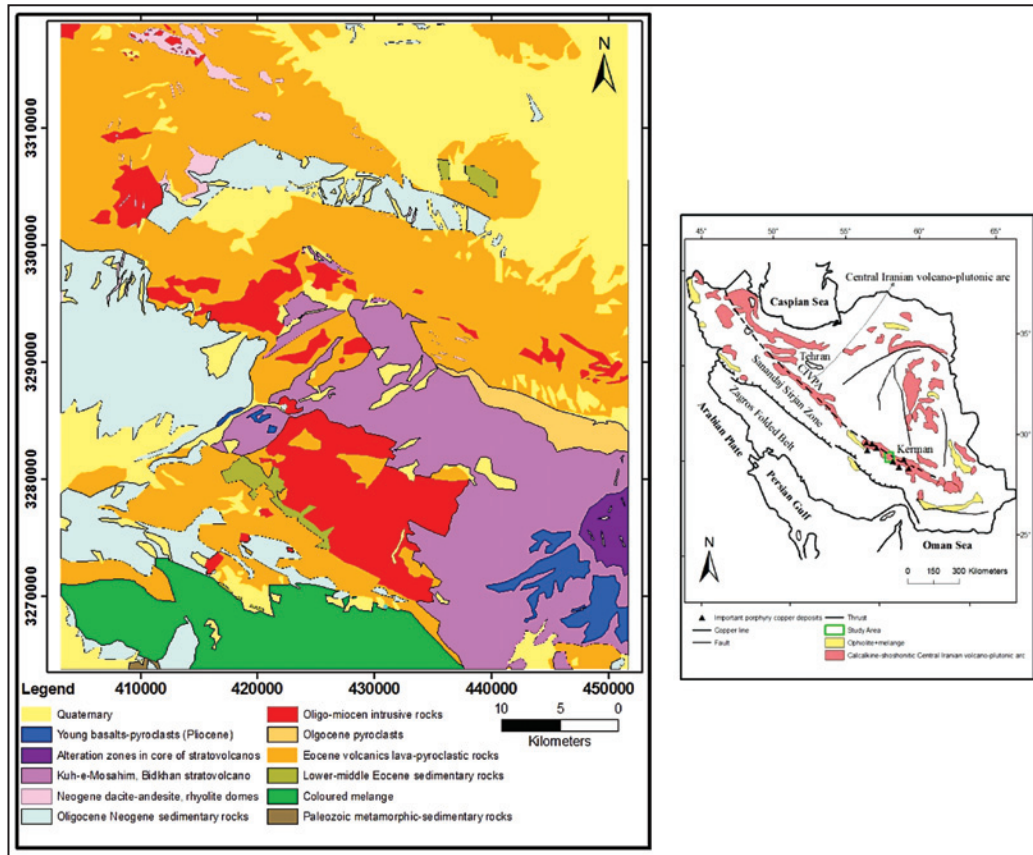 N
3310000
3300000
3290000
3280000
3270000
410000
420000
430000
440000
450000
Legend
10 5 0
Kilometers
Quaternary
Young basalts-pyroclasts (Pliocene)
Alteration zones in core of stratovolcanos
Kuh-e-Mosahim, Bidkhan stratovolcano
Neogene dacite-andesite, rhyolite domes
Oligocene Neogene sedimentary rocks
Oligo-miocen intrusive rocks
Olgocene pyroclasts
Eocene volcanics lava-pyroclastic rocks
Lower-middle Eocene sedimentary rocks
Coloured melange
Paleozoic metamorphic-sedimentary rocks
45° 50° 55° 60° 65°
Central Iranian volcano-plutonic arc
Caspian Sea
35°
Tehran
CIVPA
Sanandaj Sirjan Zone
Zagros Folded Belt
Arabian Plate
30°
Kerman
Persian Gulf
25°
Oman Sea
N
0 150 300 Kilometers
Important porphyry copper deposits
Copper line
Fault
Thrust
Study Area
Ophiolite+melange
Calcalkine-shoshonitic Central Iranian volcano-plutonic arc